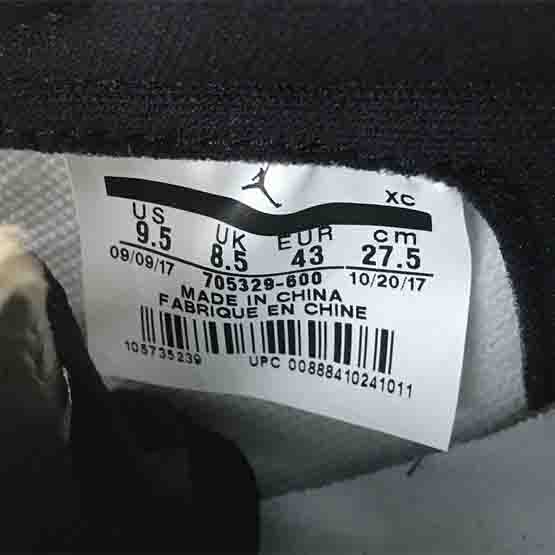 XC
US UK EUR cm
9.5 8.5 43 27.5
09/09/17 705329-600 10/20/17
MADE IN CHINA
FABRIQUE EN CHINE
105735239 UPC 00888410241011